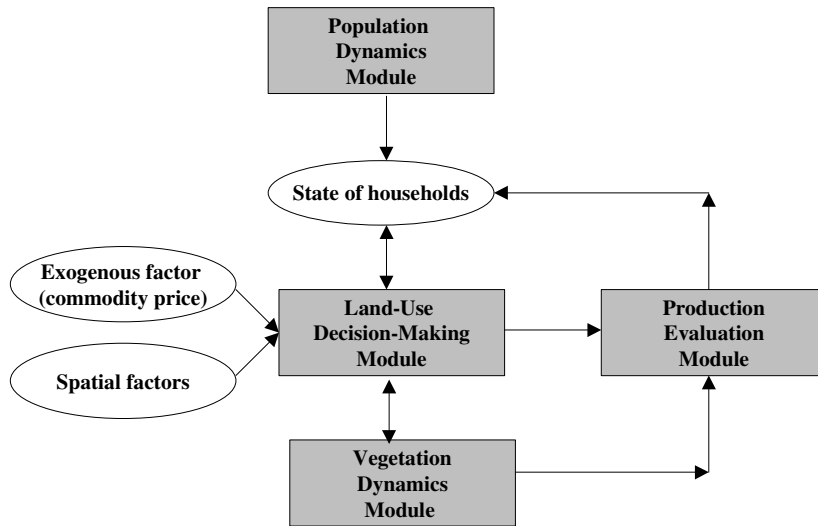 Population
Dynamics
Module
State of households
Exogenous factor
(commodity price)
Land-Use
Decision-Making
Module
Production
Evaluation
Module
Spatial factors
Vegetation
Dynamics
Module